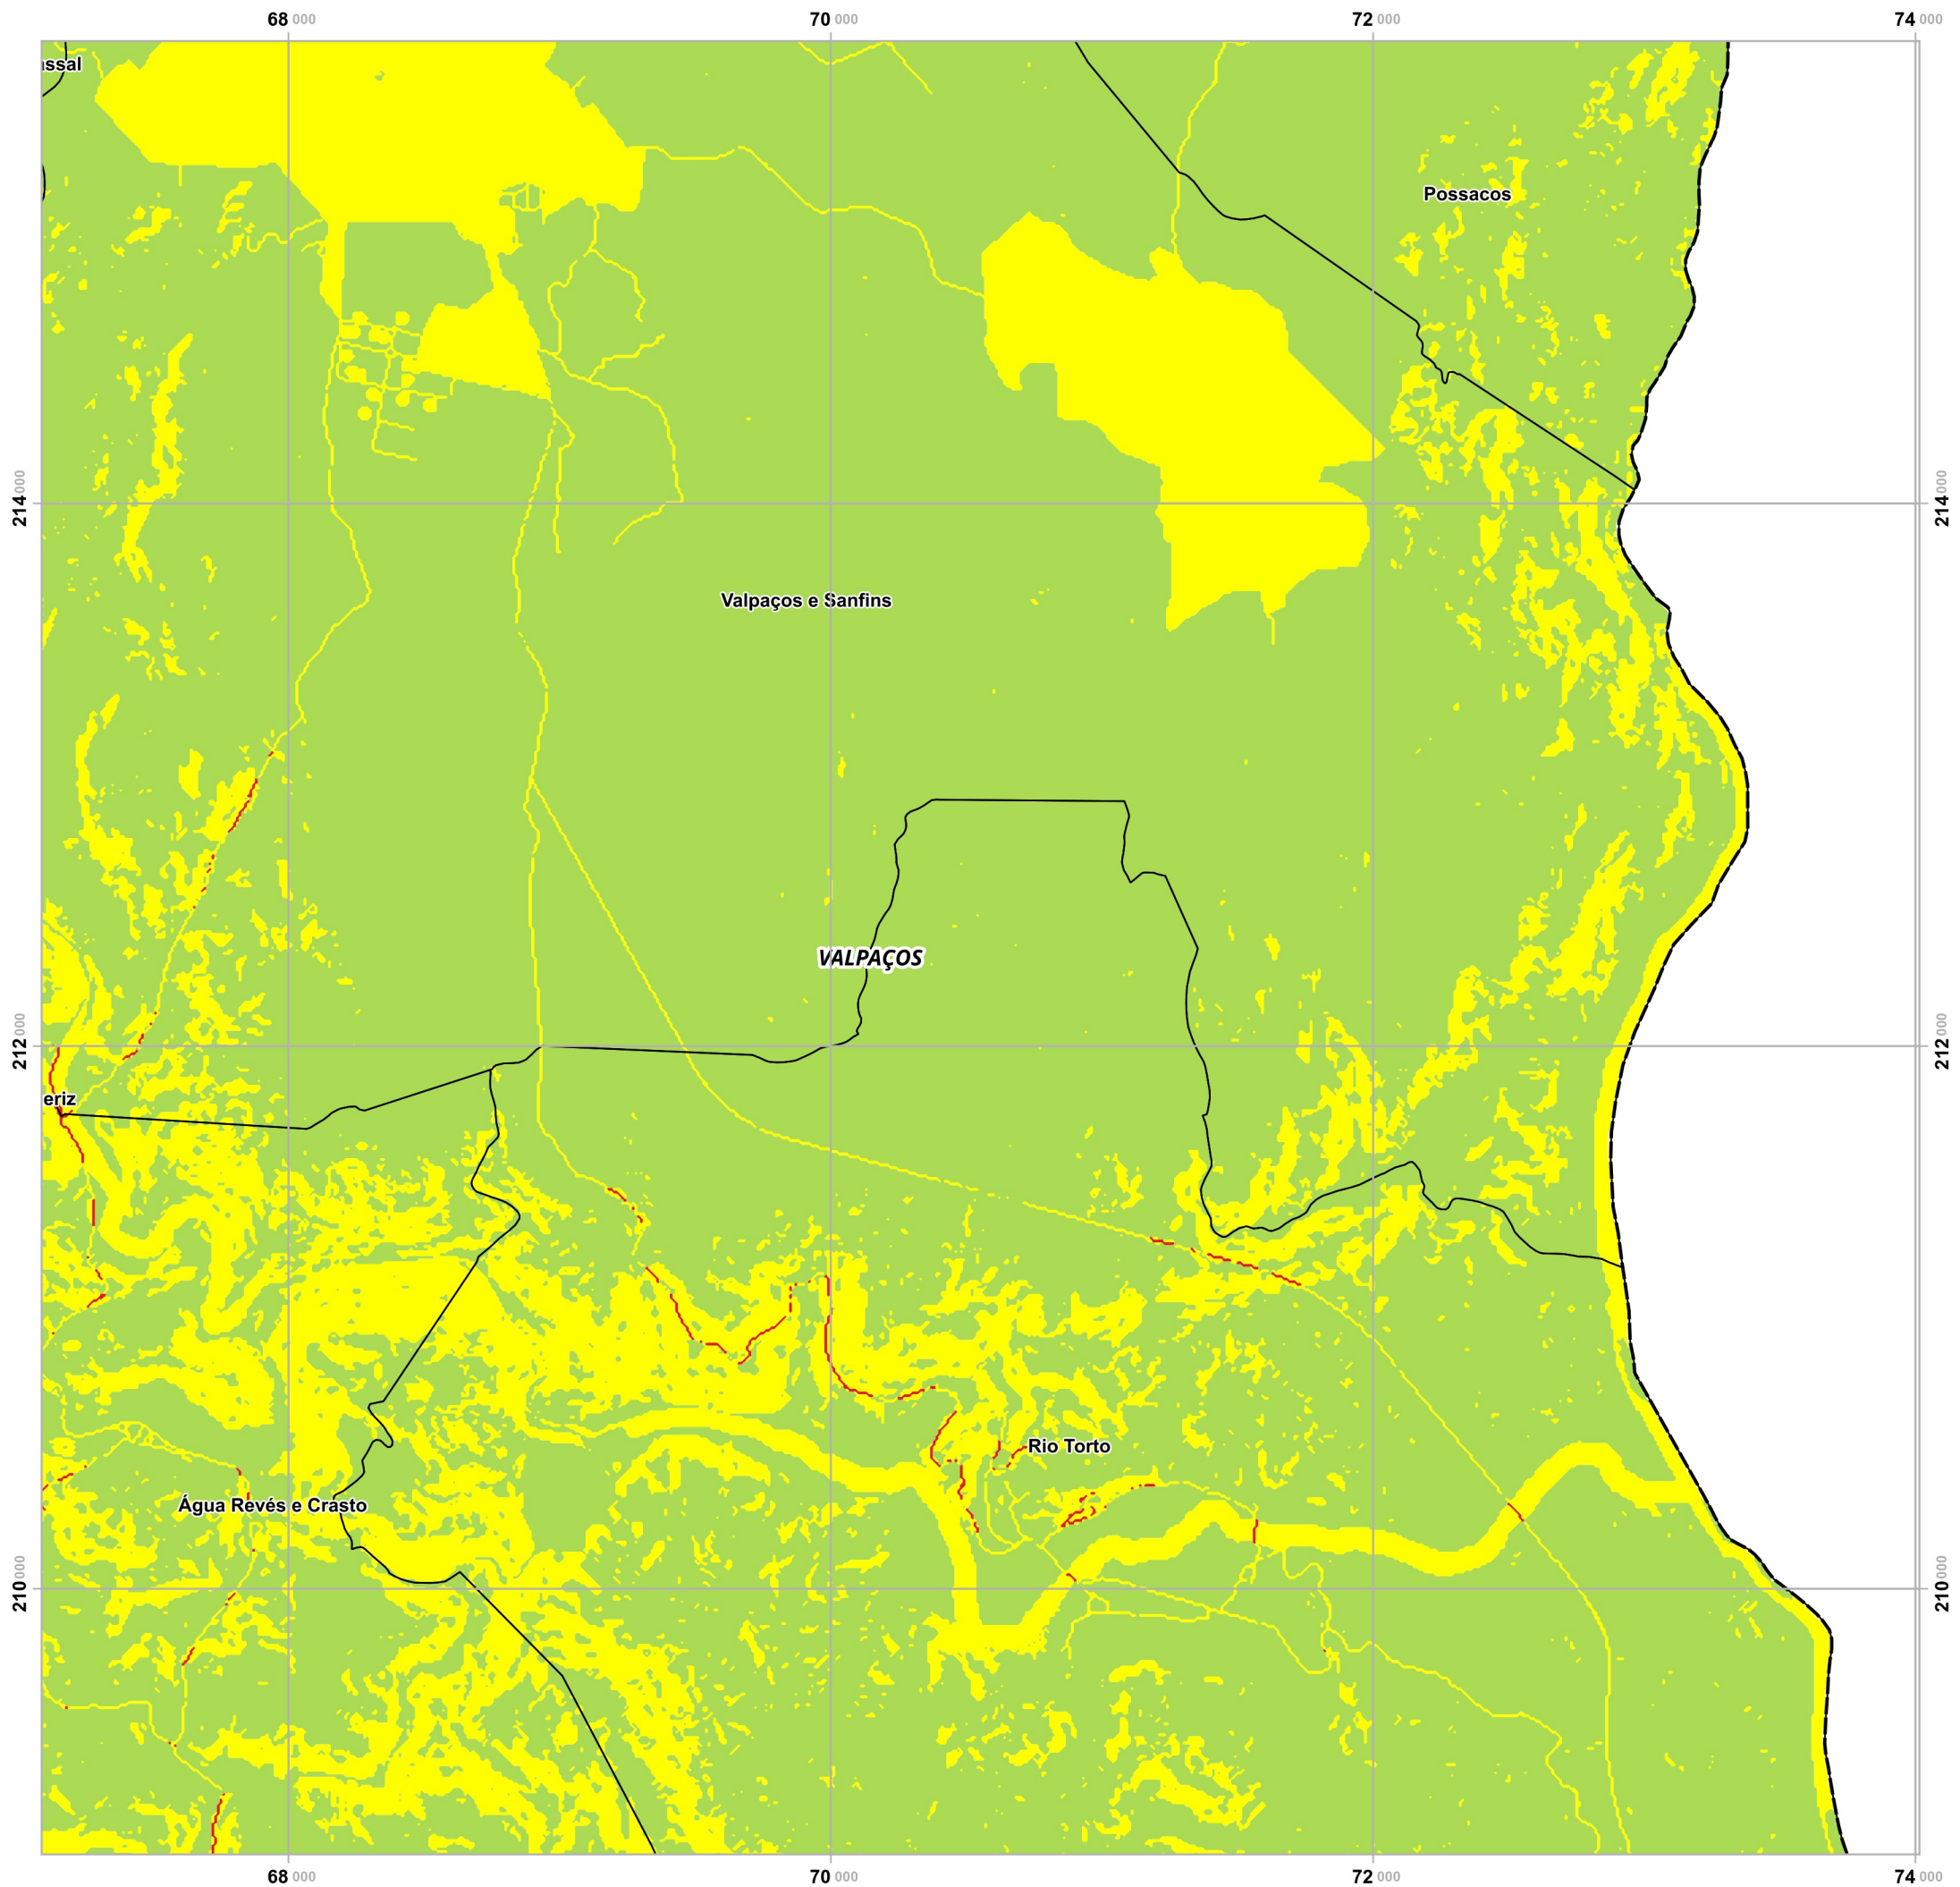 68 000 70 000 72 000 74 000
ssal
Possacos
214 000 214 000
Valpaços e Sanfins
VALPAÇOS
212 000 212 000
eriz
Rio Torto
Água Revés e Crasto
210 000 210 000
68 000 70 000 72 000 74 000